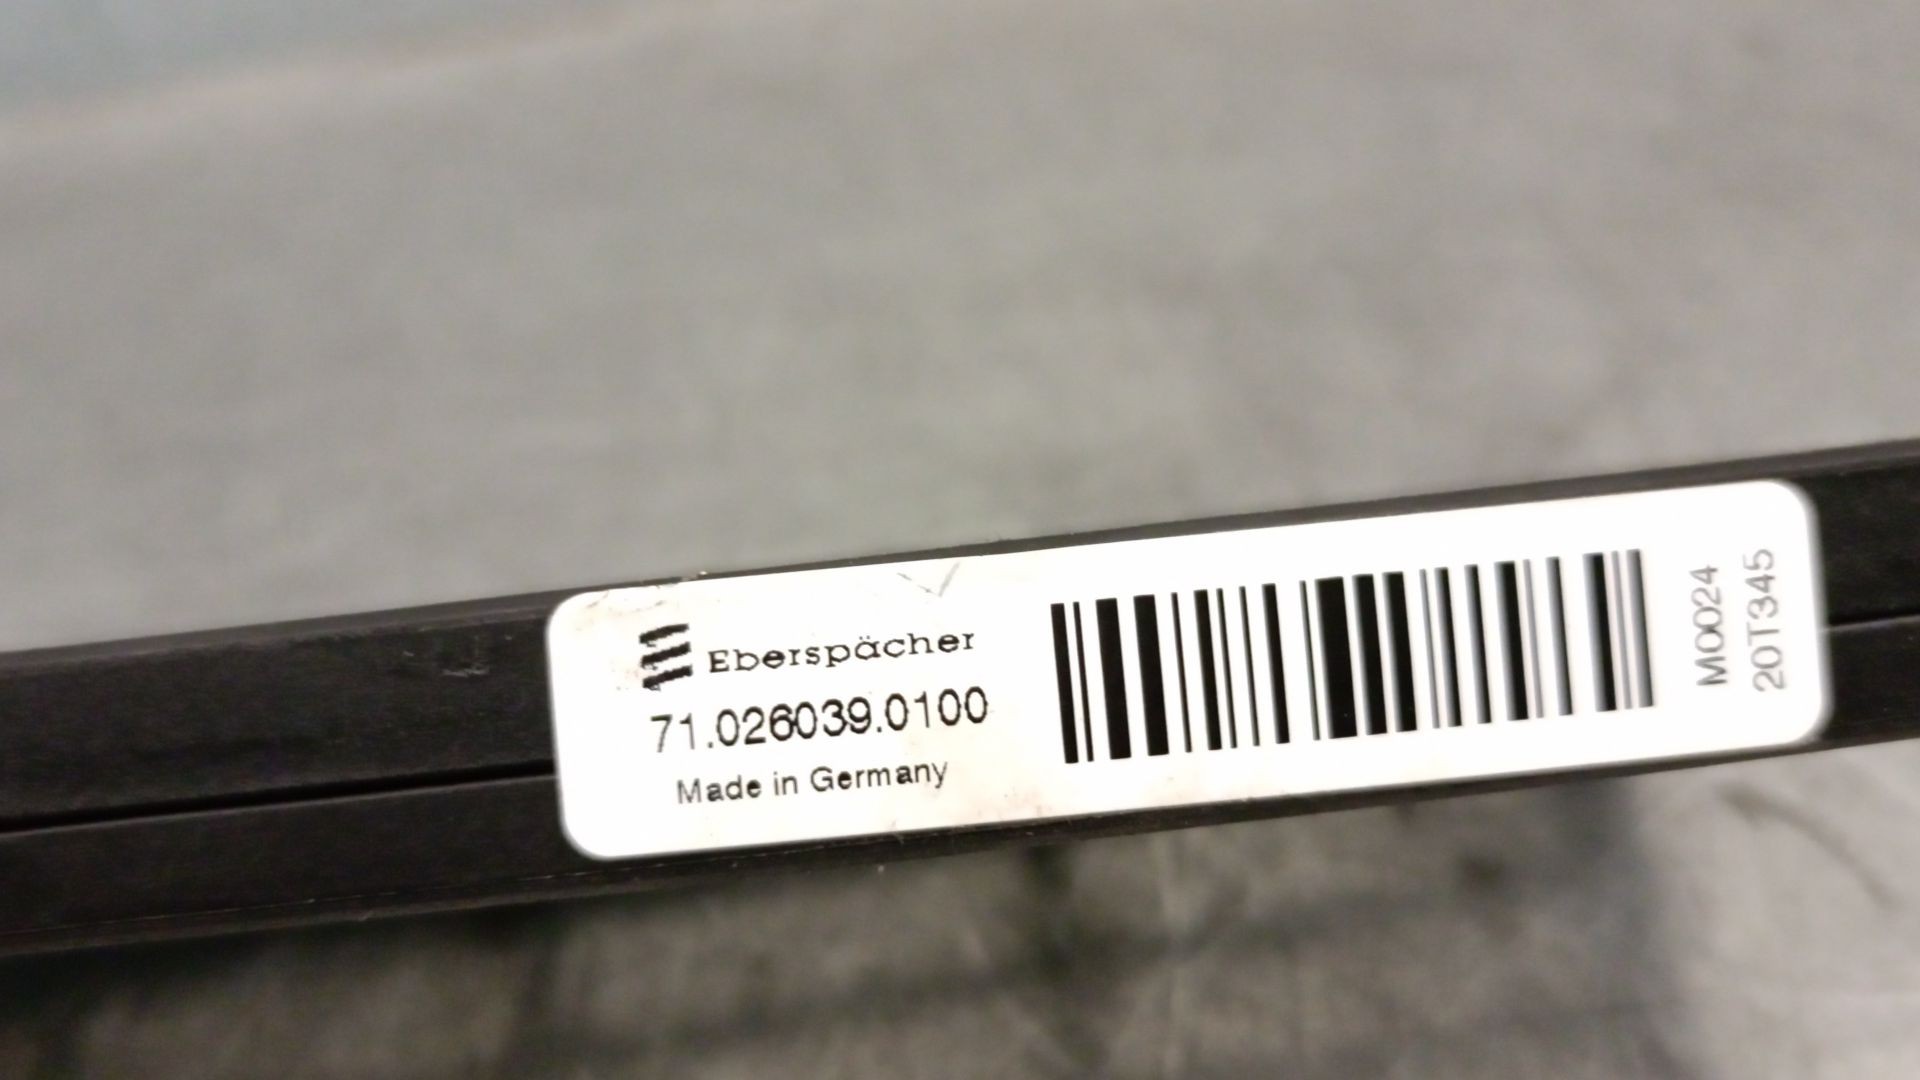 Eberspächer
71.026039.0100
Made in Germany
M0024
20T345